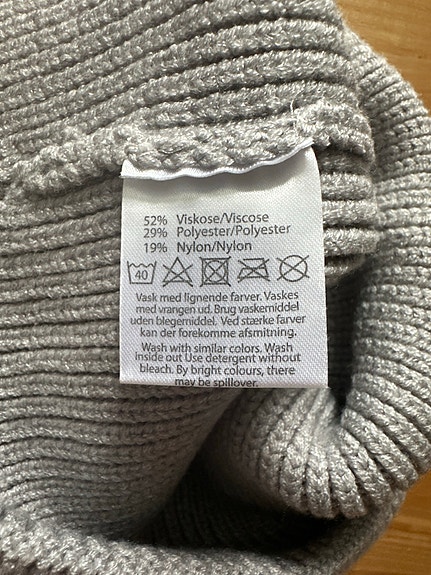 52% Viskose/Viscose
29% Polyester/Polyester
19% Nylon/Nylon
40
Vask med lignende farver. Vaskes
med vrangen ud. Brug vaskemiddel
uden blegemiddel. Ved stærke farver
kan der forekomme afsmitning.
Wash with similar colors. Wash
inside out Use detergent without
bleach. By bright colours, there
may be spillover.